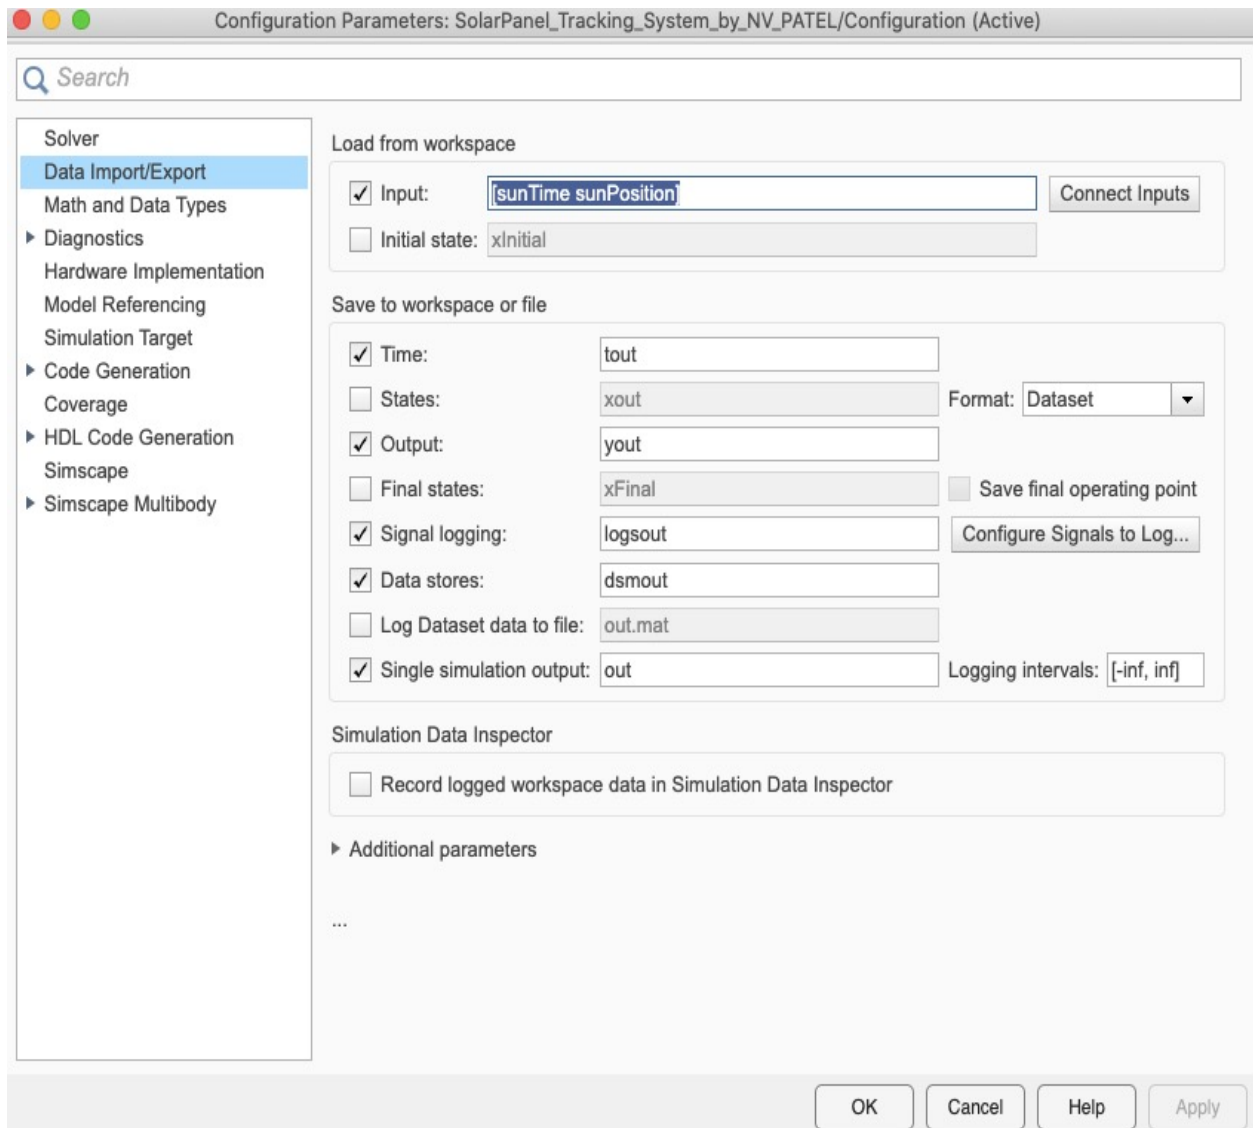 Configuration Parameters: SolarPanel_Tracking_System_by_NV_PATEL/Configuration (Active)
Search
Solver
Data Import/Export
Math and Data Types
Diagnostics
Hardware Implementation
Model Referencing
Simulation Target
Code Generation
Coverage
HDL Code Generation
Simscape
Simscape Multibody
Load from workspace
Input: [sunTime sunPosition] Connect Inputs
Initial state: xInitial
Save to workspace or file
Time: tout
States: xout Format: Dataset
Output: yout
Final states: xFinal Save final operating point
Signal logging: logsout Configure Signals to Log...
Data stores: dsmout
Log Dataset data to file: out.mat
Single simulation output: out Logging intervals: [-inf, inf]
Simulation Data Inspector
Record logged workspace data in Simulation Data Inspector
Additional parameters
...
OK Cancel Help Apply